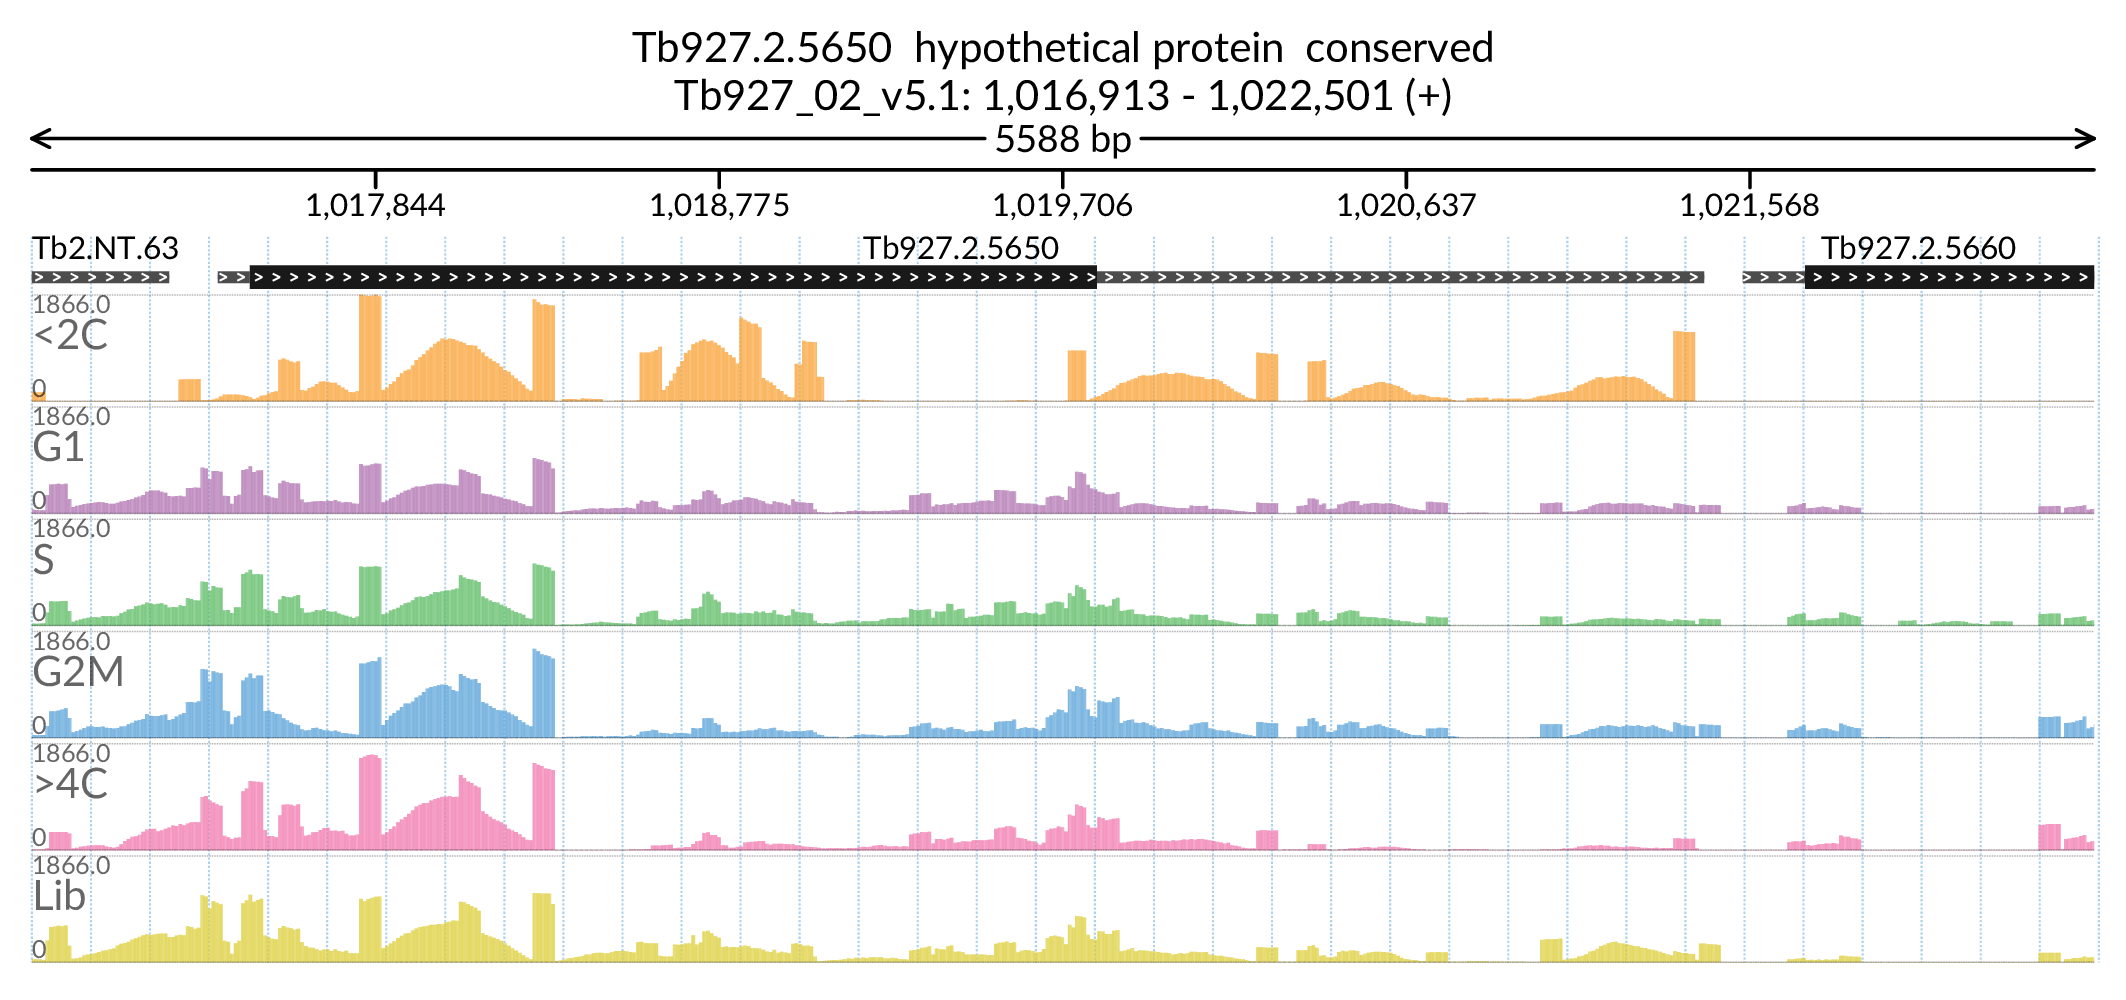 Tb927.2.5650 hypothetical protein conserved
Tb927_02_v5.1: 1,016,913 - 1,022,501 (+)
5588 bp
1,017,844 1,018,775 1,019,706 1,020,637 1,021,568
Tb2.NT.63 Tb927.2.5650 Tb927.2.5660
1866.0
<2C
0
1866.0
G1
0
1866.0
S
0
1866.0
G2M
0
1866.0
>4C
0
1866.0
Lib
0